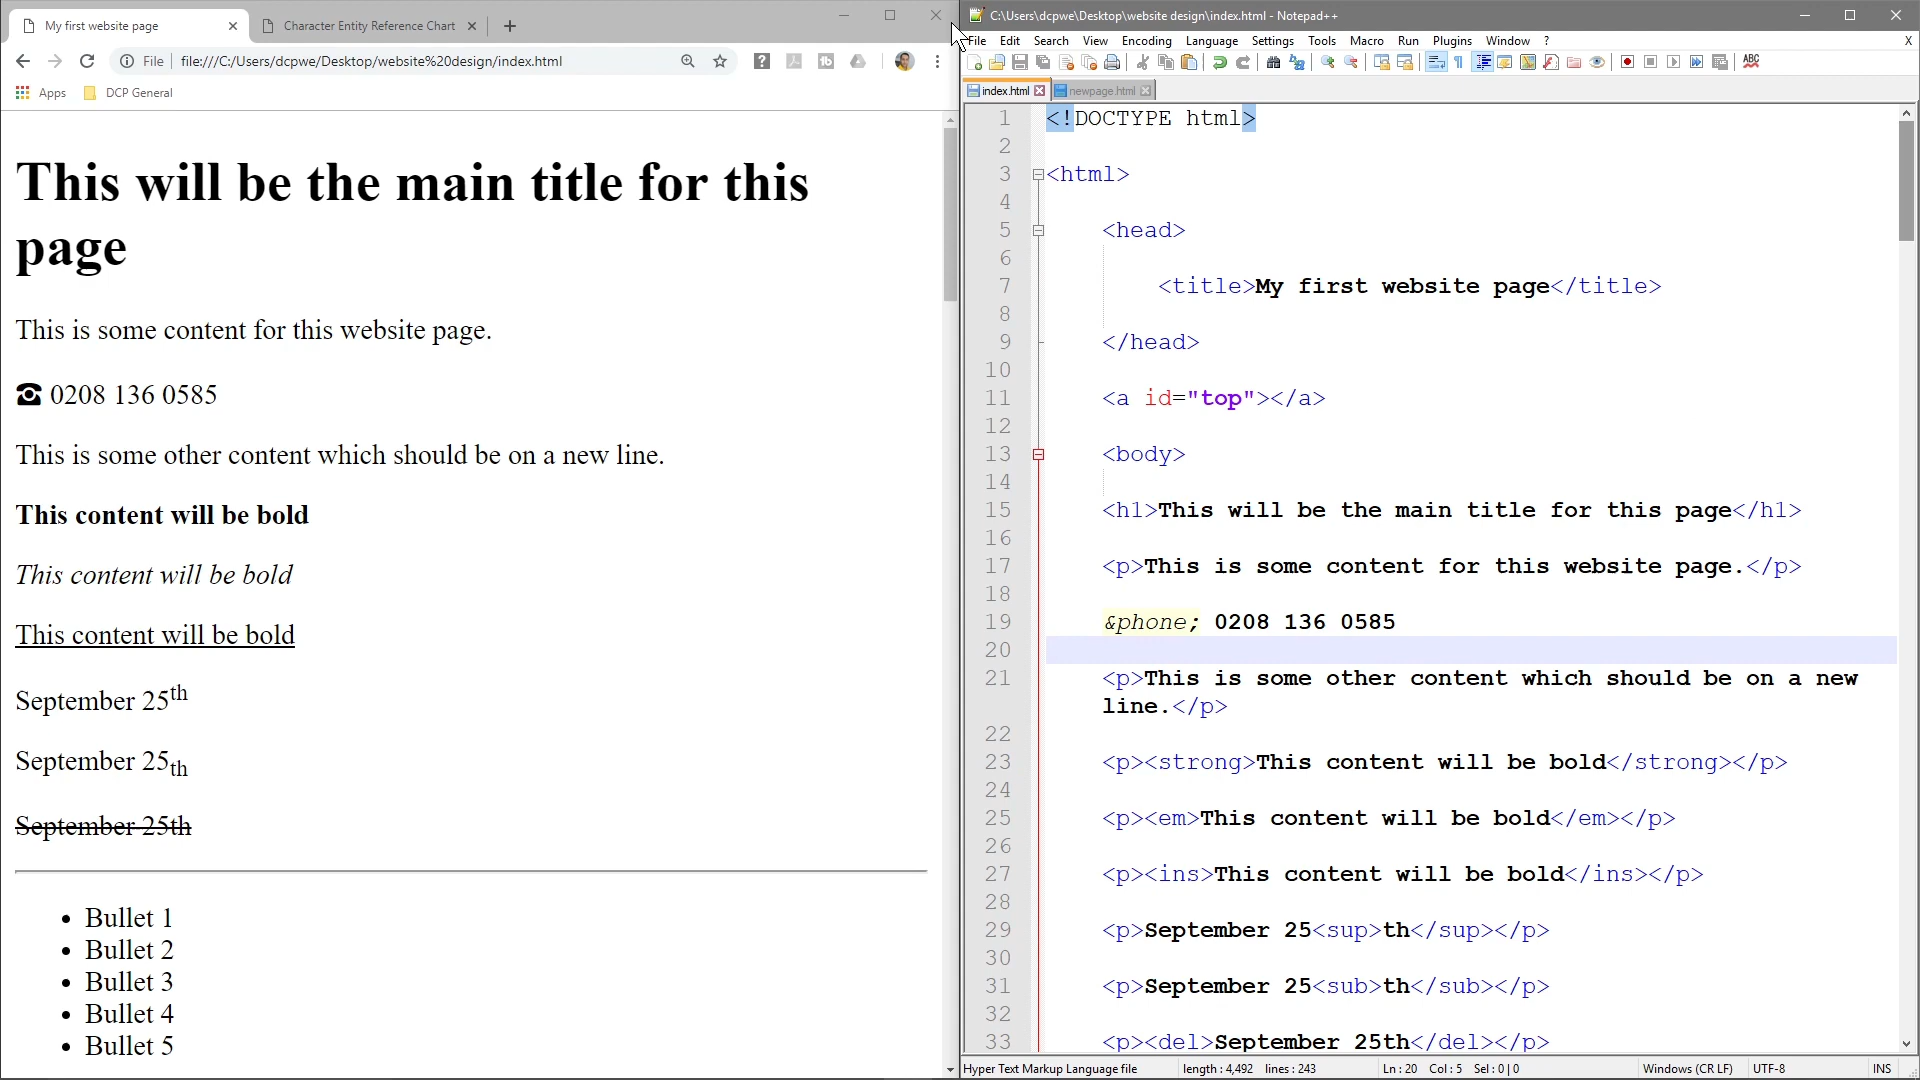 My first website page
Character Entity Reference Chart
File
file:///C:/Users/dcpwe/Desktop/website%20design/index.html
Apps
DCP General
This will be the main title for this
page
This is some content for this website page.
☎ 0208 136 0585
This is some other content which should be on a new line.
This content will be bold
This content will be bold
This content will be bold
September 25th
September 25th
September 25th
• Bullet 1
• Bullet 2
• Bullet 3
• Bullet 4
• Bullet 5
C:\Users\dcpwe\Desktop\website design\index.html - Notepad++
File Edit Search View Encoding Language Settings Tools Macro Run Plugins Window ? X
ABC
index.html newpage.html
1 <!DOCTYPE html>
2
3 <html>
4
5 <head>
6
7 <title>My first website page</title>
8
9 </head>
10
11 <a id="top"></a>
12
13 <body>
14
15 <h1>This will be the main title for this page</h1>
16
17 <p>This is some content for this website page.</p>
18
19 &phone; 0208 136 0585
20
21 <p>This is some other content which should be on a new
line.</p>
22
23 <p><strong>This content will be bold</strong></p>
24
25 <p><em>This content will be bold</em></p>
26
27 <p><ins>This content will be bold</ins></p>
28
29 <p>September 25<sup>th</sup></p>
30
31 <p>September 25<sub>th</sub></p>
32
33 <p><del>September 25th</del></p>
Hyper Text Markup Language file length : 4,492 lines : 243 Ln : 20 Col : 5 Sel : 0 | 0 Windows (CR LF) UTF-8 INS